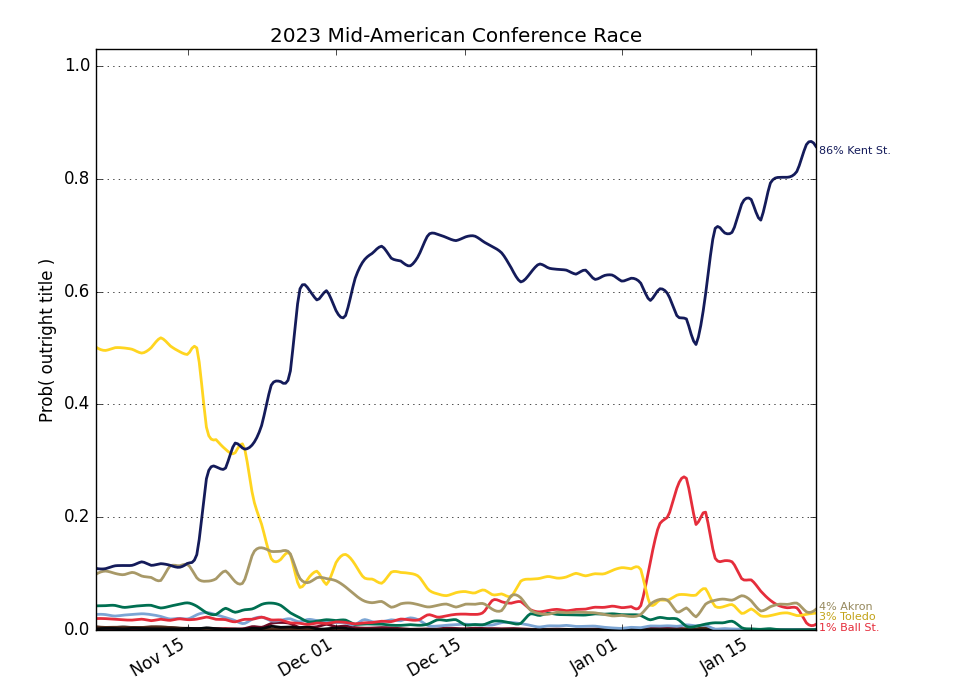 2023 Mid-American Conference Race
Prob( outright title )
1.0
0.8
0.6
0.4
0.2
0.0
Nov 15
Dec 01
Dec 15
Jan 01
Jan 15
86% Kent St.
4% Akron
3% Toledo
1% Ball St.